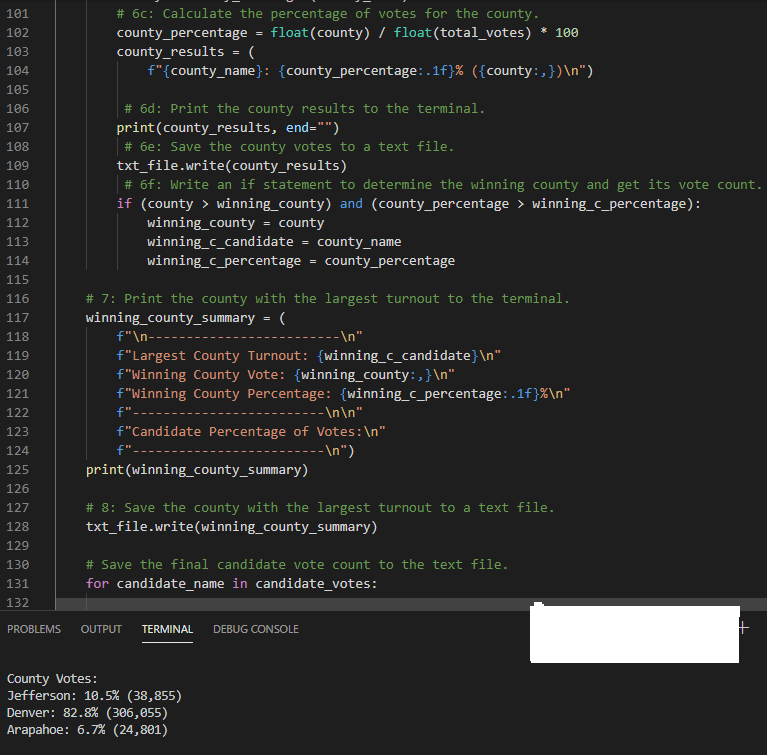 101 # 6c: Calculate the percentage of votes for the county.
102 county_percentage = float(county) / float(total_votes) * 100
103 county_results = (
104 f"{county_name}: {county_percentage:.1f}% ({county:,})\n")
105
106 # 6d: Print the county results to the terminal.
107 print(county_results, end="")
108 # 6e: Save the county votes to a text file.
109 txt_file.write(county_results)
110 # 6f: Write an if statement to determine the winning county and get its vote count.
111 if (county > winning_county) and (county_percentage > winning_c_percentage):
112 winning_county = county
113 winning_c_candidate = county_name
114 winning_c_percentage = county_percentage
115
116 # 7: Print the county with the largest turnout to the terminal.
117 winning_county_summary = (
118 f"\n-------------------------\n"
119 f"Largest County Turnout: {winning_c_candidate}\n"
120 f"Winning County Vote: {winning_county:,}\n"
121 f"Winning County Percentage: {winning_c_percentage:.1f}%\n"
122 f"-------------------------\n\n"
123 f"Candidate Percentage of Votes:\n"
124 f"-------------------------\n")
125 print(winning_county_summary)
126
127 # 8: Save the county with the largest turnout to a text file.
128 txt_file.write(winning_county_summary)
129
130 # Save the final candidate vote count to the text file.
131 for candidate_name in candidate_votes:
132
PROBLEMS OUTPUT TERMINAL DEBUG CONSOLE
County Votes:
Jefferson: 10.5% (38,855)
Denver: 82.8% (306,055)
Arapahoe: 6.7% (24,801)